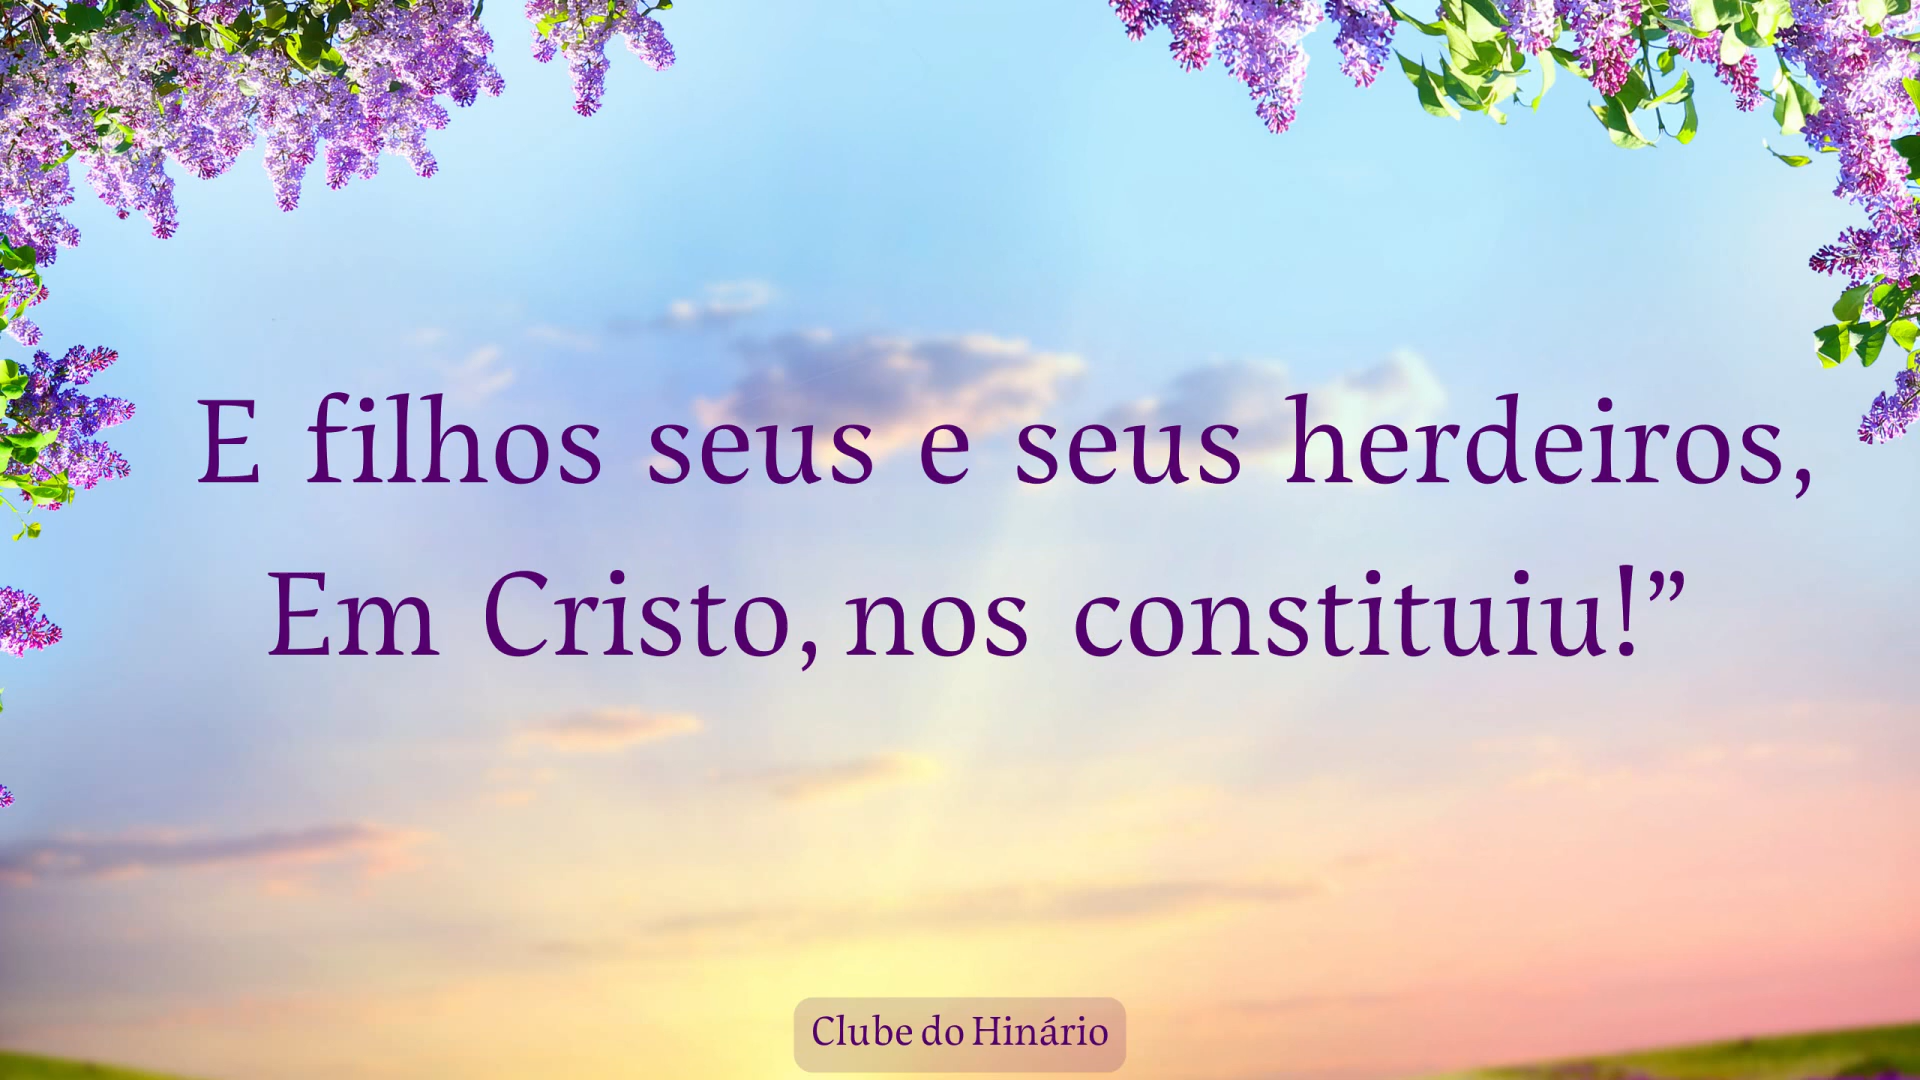 E filhos seus e seus herdeiros,
Em Cristo, nos constituiu!”
Clube do Hinário